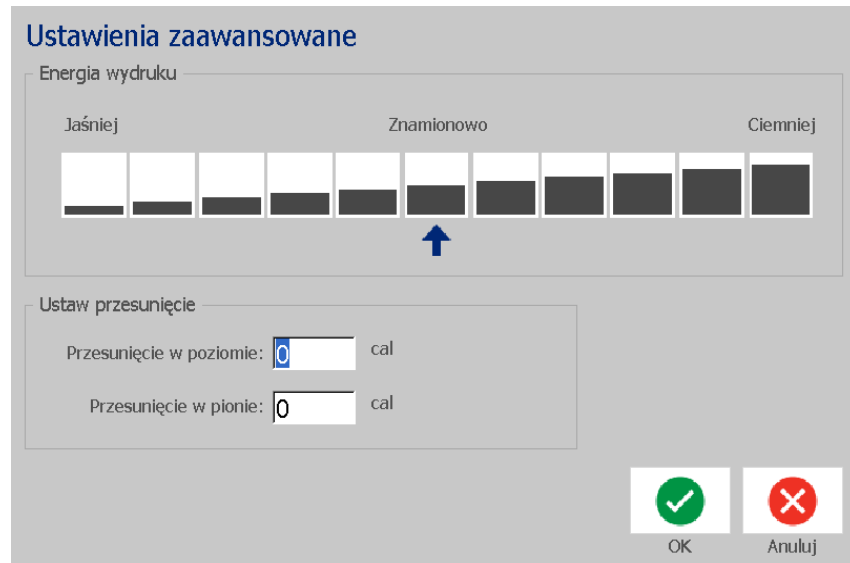 Ustawienia zaawansowane
Energia wydruku
Jaśniej Znamionowo Ciemniej
Ustaw przesunięcie
Przesunięcie w poziomie: 0 cal
Przesunięcie w pionie: 0 cal
OK Anuluj